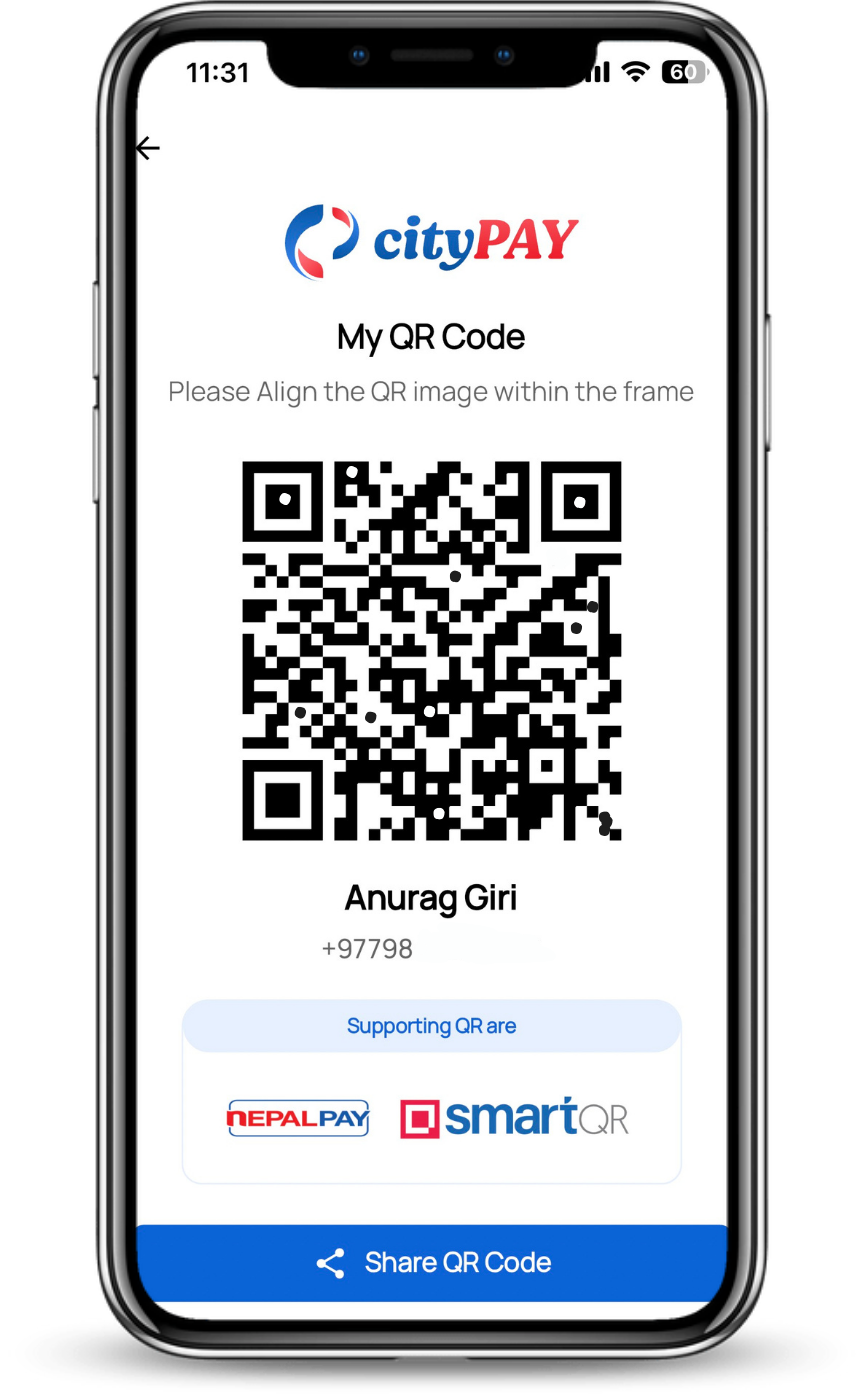 11:31
60
cityPAY
My QR Code
Please Align the QR image within the frame
Anurag Giri
+97798
Supporting QR are
nEPALPAY
smartQR
Share QR Code